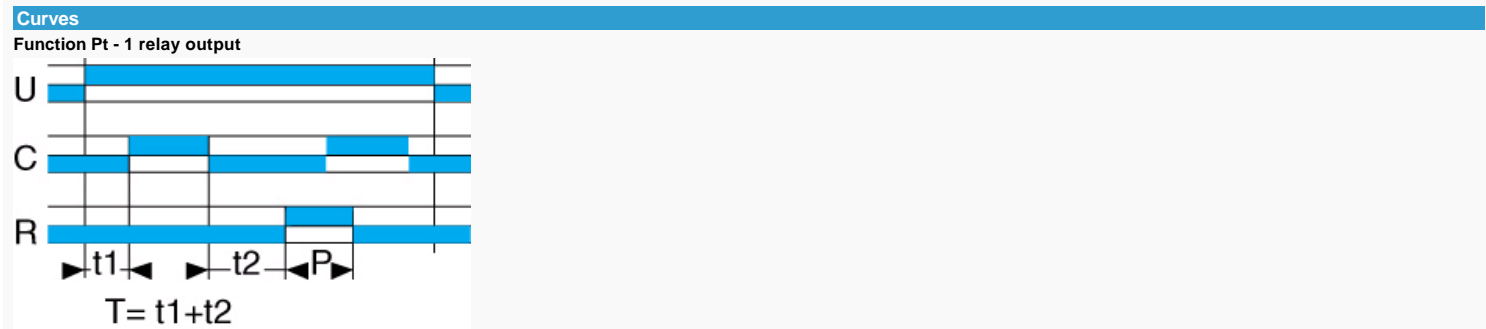 Curves
Function Pt - 1 relay output
U
C
R
t1 t2 P
T= t1+t2